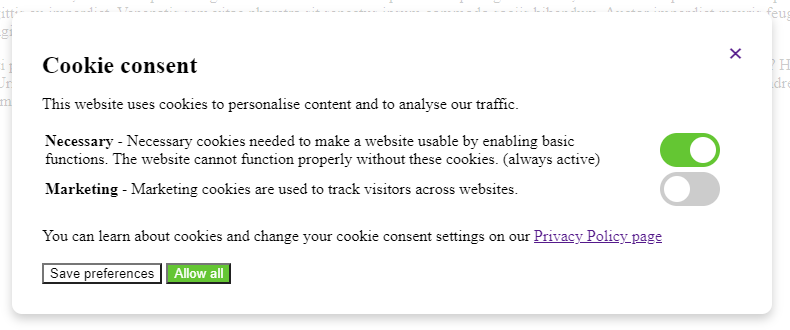 Cookie consent
×
This website uses cookies to personalise content and to analyse our traffic.
Necessary - Necessary cookies needed to make a website usable by enabling basic
functions. The website cannot function properly without these cookies. (always active)
Marketing - Marketing cookies are used to track visitors across websites.
You can learn about cookies and change your cookie consent settings on our Privacy Policy page
Save preferences Allow all